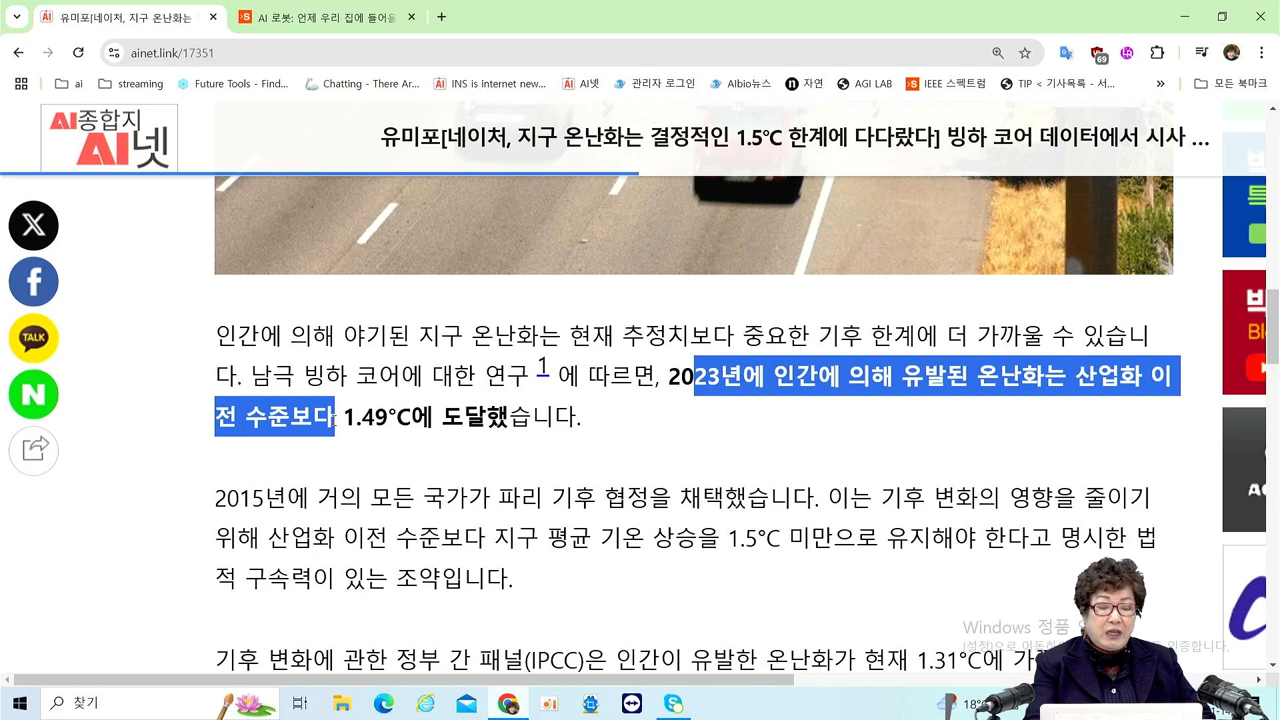 유미포[네이처, 지구 온난화는
AI 로봇: 언제 우리 집에 들어올
ainet.link/17351
69
ai
streaming
Future Tools - Find...
Chatting - There Ar...
INS is internet new...
AI넷
관리자 로그인
AIbio뉴스
자연
AGI LAB
IEEE 스펙트럼
TIP < 기사목록 - 서...
모든 북마크
AI종합지
AI넷
유미포[네이처, 지구 온난화는 결정적인 1.5°C 한계에 다다랐다] 빙하 코어 데이터에서 시사 ...
TALK
N
인간에 의해 야기된 지구 온난화는 현재 추정치보다 중요한 기후 한계에 더 가까울 수 있습니
다. 남극 빙하 코어에 대한 연구 1 에 따르면, 2023년에 인간에 의해 유발된 온난화는 산업화 이
전 수준보다 1.49°C에 도달했습니다.
2015년에 거의 모든 국가가 파리 기후 협정을 채택했습니다. 이는 기후 변화의 영향을 줄이기
위해 산업화 이전 수준보다 지구 평균 기온 상승을 1.5°C 미만으로 유지해야 한다고 명시한 법
적 구속력이 있는 조약입니다.
Windows 정품
기후 변화에 관한 정부 간 패널(IPCC)은 인간이 유발한 온난화가 현재 1.31°C에
찾기
18°